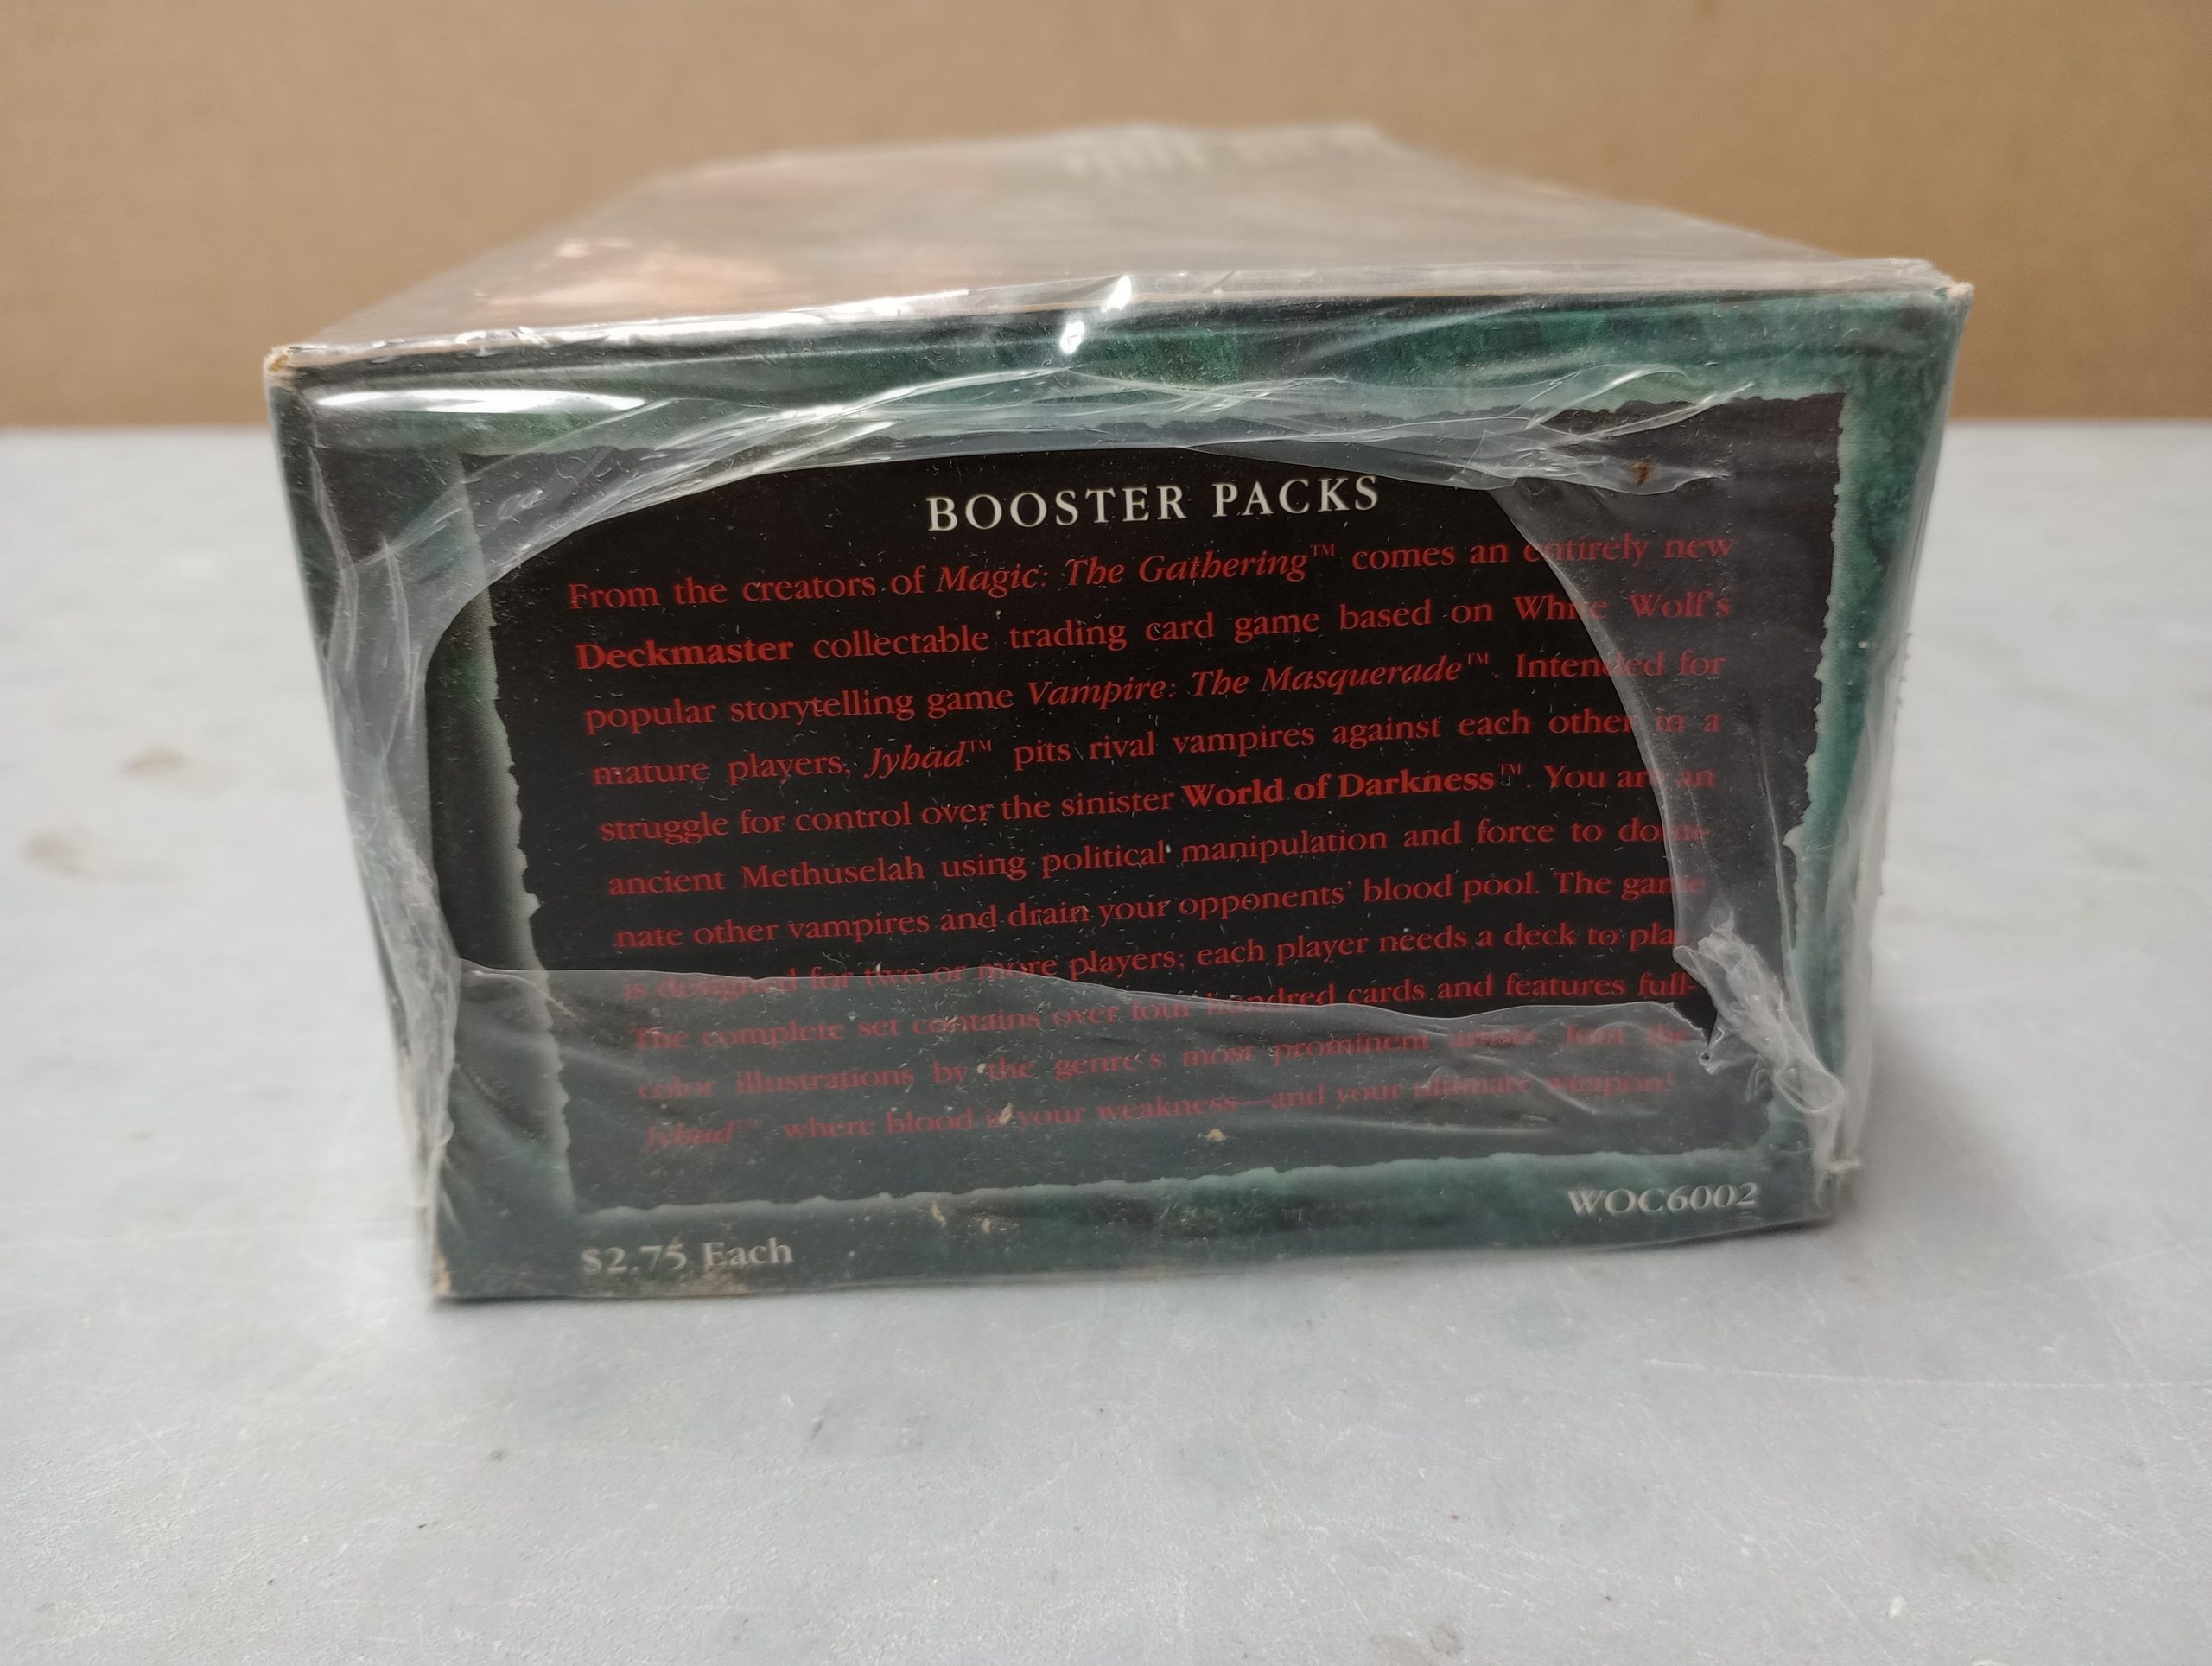 BOOSTER PACKS
From the creators of Magic: The Gathering™ comes an entirely new
Deckmaster collectable trading card game based on White Wolf's
popular storytelling game Vampire: The Masquerade™. Intended for
mature players, Jyhad™ pits rival vampires against each other in a
struggle for control over the sinister World of Darkness™. You are an
ancient Methuselah using political manipulation and force to domi-
nate other vampires and drain your opponents' blood pool. The game
is designed for two or more players; each player needs a deck to play.
The complete set contains over four hundred cards and features full-
color illustrations by the genre's most prominent artists. Join the
Jyhad™ where blood is your weakness—and your ultimate weapon!
$2.75 Each
WOC6002